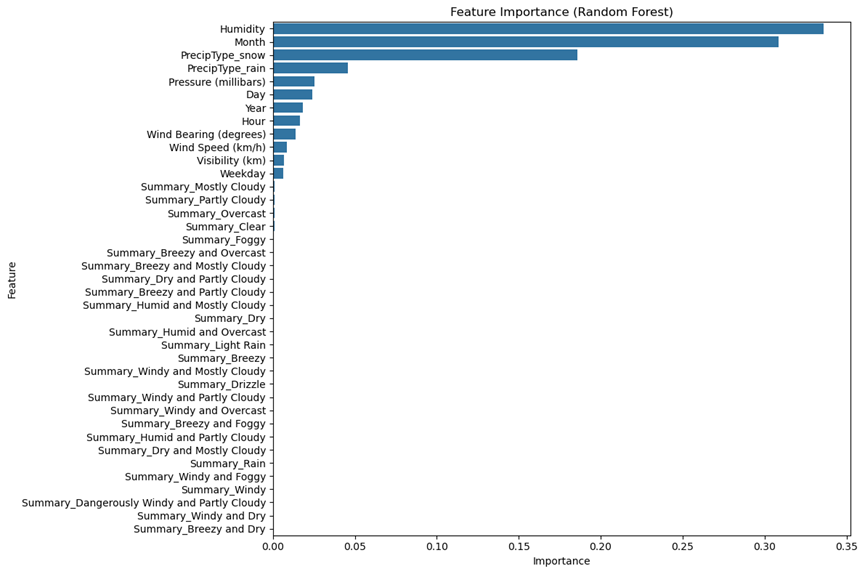 Feature Importance (Random Forest)
Humidity
Month
PrecipType_snow
PrecipType_rain
Pressure (millibars)
Day
Year
Hour
Wind Bearing (degrees)
Wind Speed (km/h)
Visibility (km)
Weekday
Summary_Mostly Cloudy
Summary_Partly Cloudy
Summary_Overcast
Summary_Clear
Summary_Foggy
Summary_Breezy and Overcast
Summary_Breezy and Mostly Cloudy
Summary_Dry and Partly Cloudy
Summary_Breezy and Partly Cloudy
Summary_Humid and Mostly Cloudy
Summary_Dry
Summary_Humid and Overcast
Summary_Light Rain
Summary_Breezy
Summary_Windy and Mostly Cloudy
Summary_Drizzle
Summary_Windy and Partly Cloudy
Summary_Windy and Overcast
Summary_Breezy and Foggy
Summary_Humid and Partly Cloudy
Summary_Dry and Mostly Cloudy
Summary_Rain
Summary_Windy and Foggy
Summary_Windy
Summary_Dangerously Windy and Partly Cloudy
Summary_Windy and Dry
Summary_Breezy and Dry
Feature
0.00 0.05 0.10 0.15 0.20 0.25 0.30 0.35
Importance